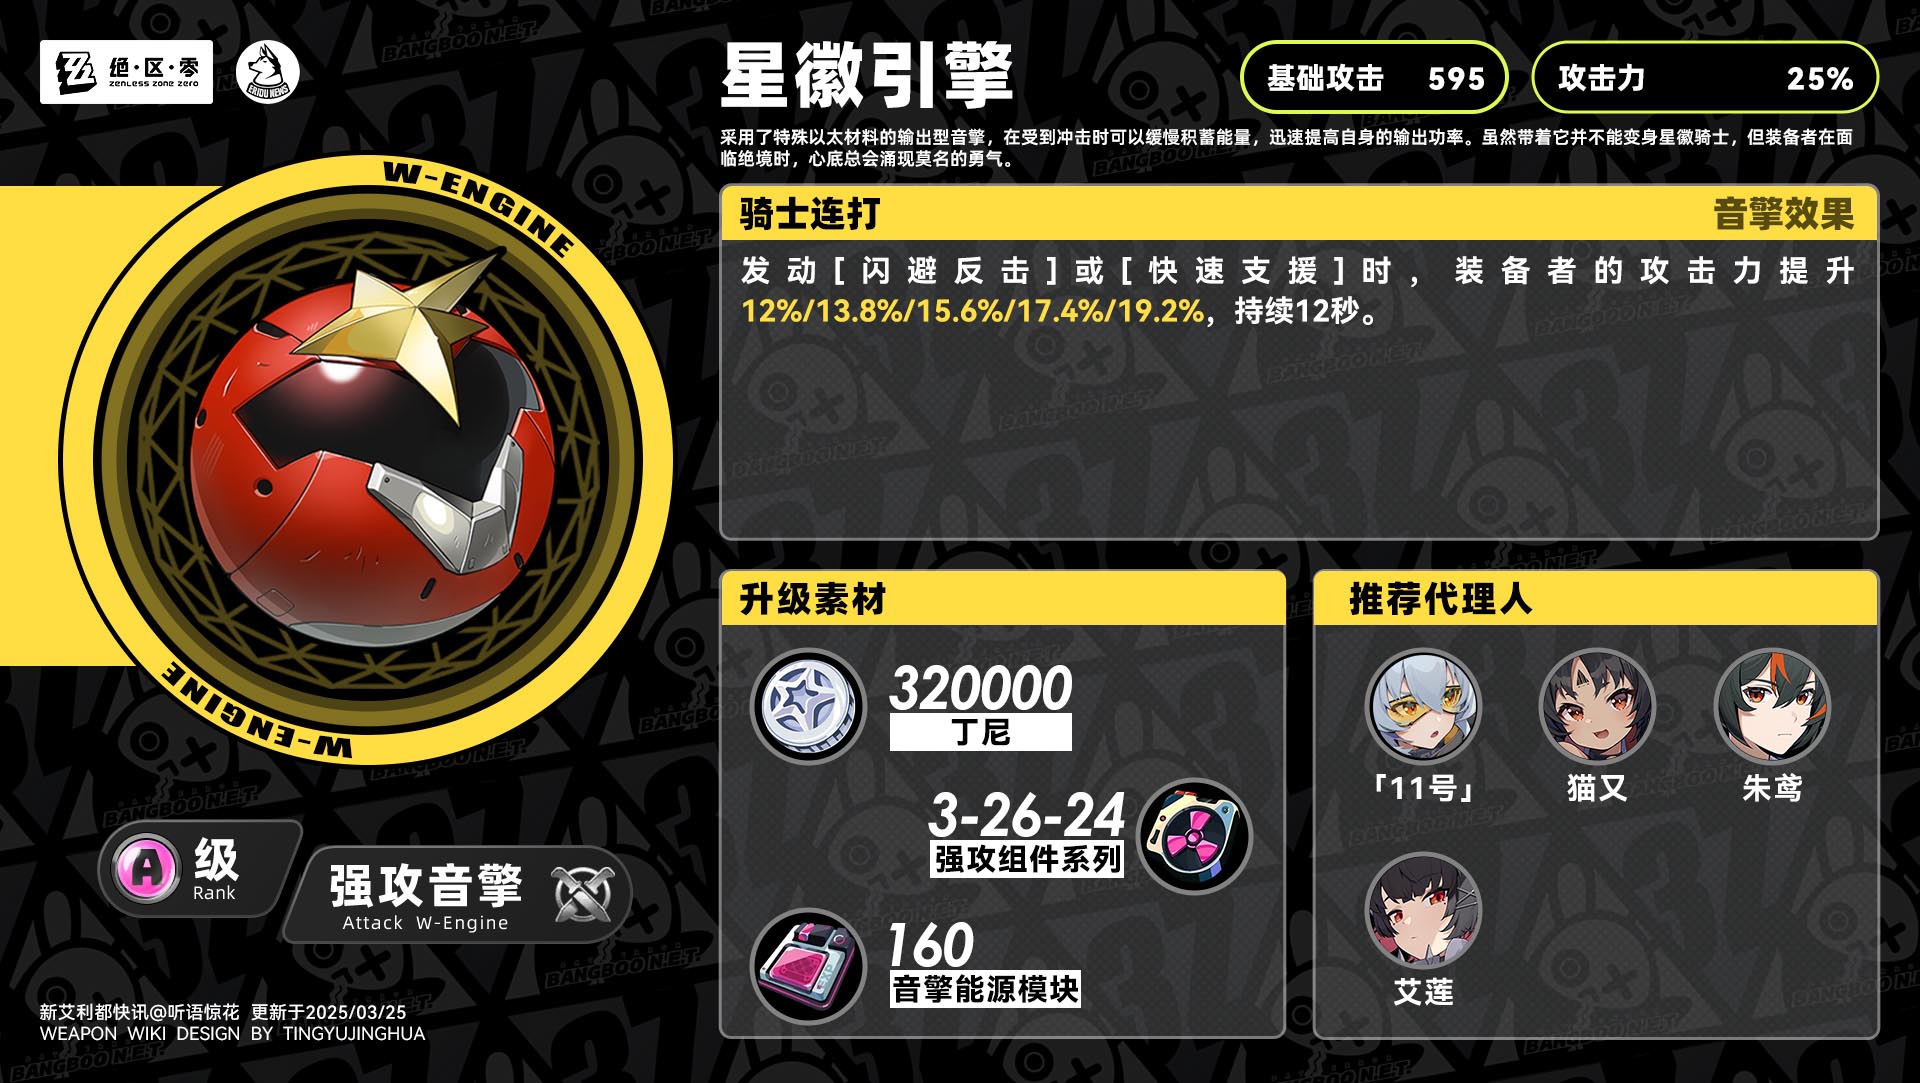 绝·区·零
ZENLESS ZONE ZERO
ERIDU NEWS
星徽引擎
基础攻击 595
攻击力 25%
采用了特殊以太材料的输出型音擎，在受到冲击时可以缓慢积蓄能量，迅速提高自身的输出功率。虽然带着它并不能变身星徽骑士，但装备者在面
临绝境时，心底总会涌现莫名的勇气。
W-ENGINE
W-ENGINE
骑士连打 音擎效果
发动[闪避反击]或[快速支援]时，装备者的攻击力提升
12%/13.8%/15.6%/17.4%/19.2%，持续12秒。
升级素材
320000
丁尼
3-26-24
强攻组件系列
160
音擎能源模块
推荐代理人
「11号」 猫又 朱鸢
艾莲
A 级
Rank
强攻音擎
Attack W-Engine
新艾利都快讯@听语惊花 更新于2025/03/25
WEAPON WIKI DESIGN BY TINGYUJINGHUA
BANGBOO N.E.T.